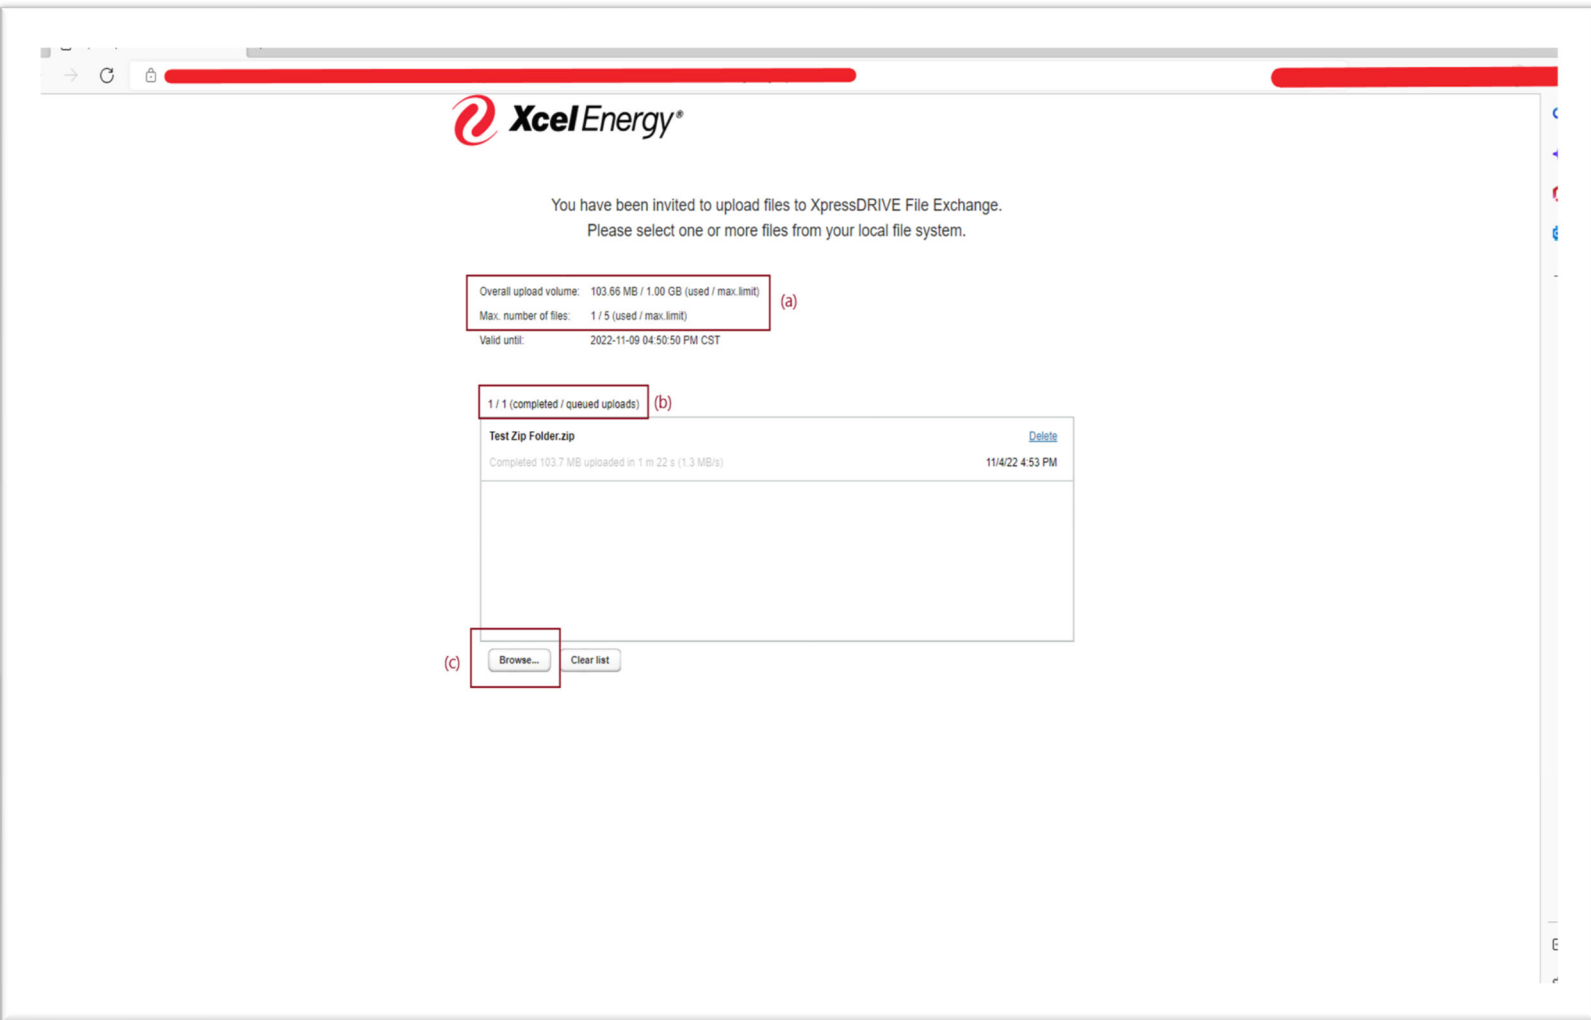 Xcel Energy®
You have been invited to upload files to XpressDRIVE File Exchange.
Please select one or more files from your local file system.
Overall upload volume: 103.66 MB / 1.00 GB (used / max.limit)
(a)
Max. number of files: 1 / 5 (used / max.limit)
Valid until: 2022-11-09 04:50:50 PM CST
1 / 1 (completed / queued uploads)
(b)
Test Zip Folder.zip Delete
Completed 103.7 MB uploaded in 1 m 22 s (1.3 MB/s) 11/4/22 4:53 PM
(c)
Browse... Clear list